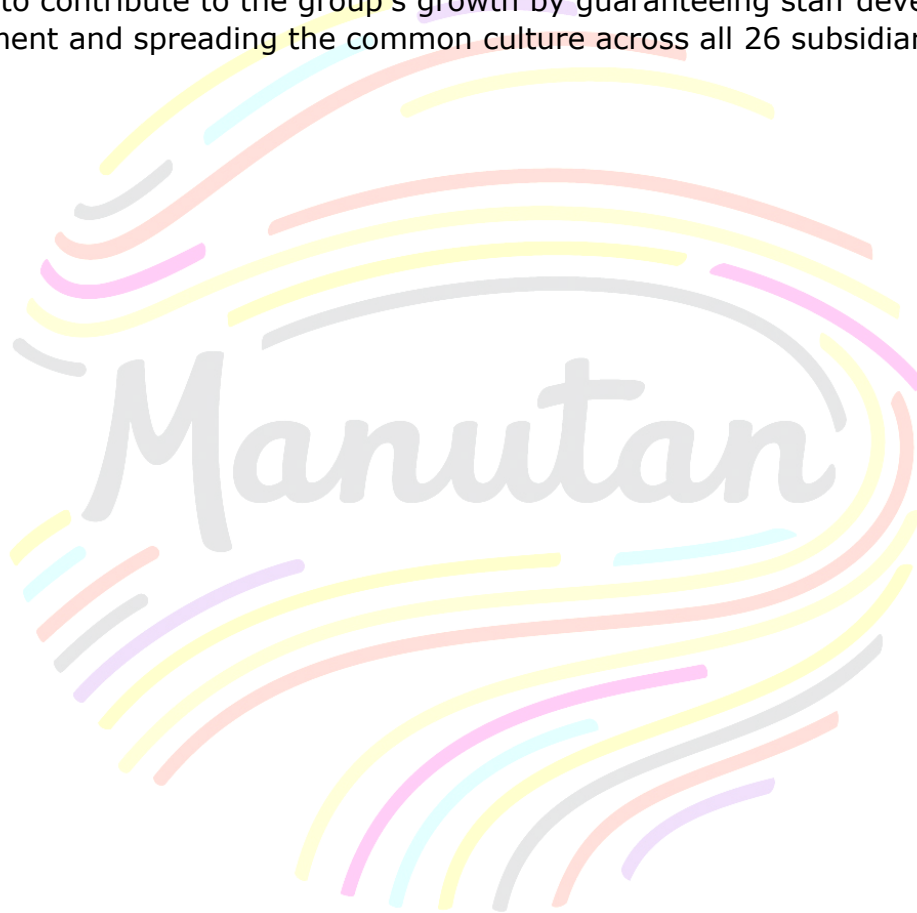 to contribute to the group's growth by guaranteeing staff deve
ment and spreading the common culture across all 26 subsidiar
Manutan